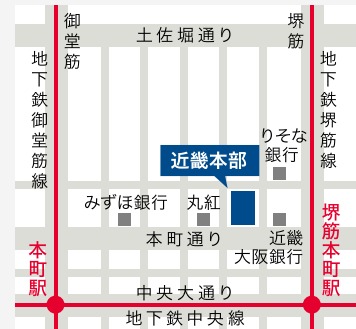 御堂筋
堺筋
土佐堀通り
地下鉄御堂筋線
地下鉄堺筋線
りそな
銀行
近畿本部
みずほ銀行
丸紅
本町通り
近畿
大阪銀行
本町駅
堺筋本町駅
中央大通り
地下鉄中央線